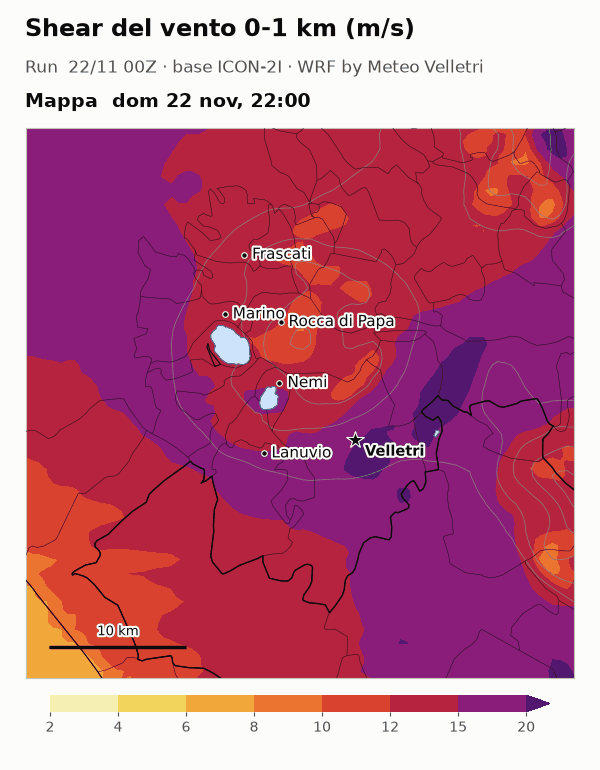 Shear del vento 0-1 km (m/s)
Run  22/11 00Z · base ICON-2I · WRF by Meteo Velletri
Mappa  dom 22 nov, 22:00
Frascati
Marino
Rocca di Papa
Nemi
Velletri
Lanuvio
10 km
2 4 6 8 10 12 15 20